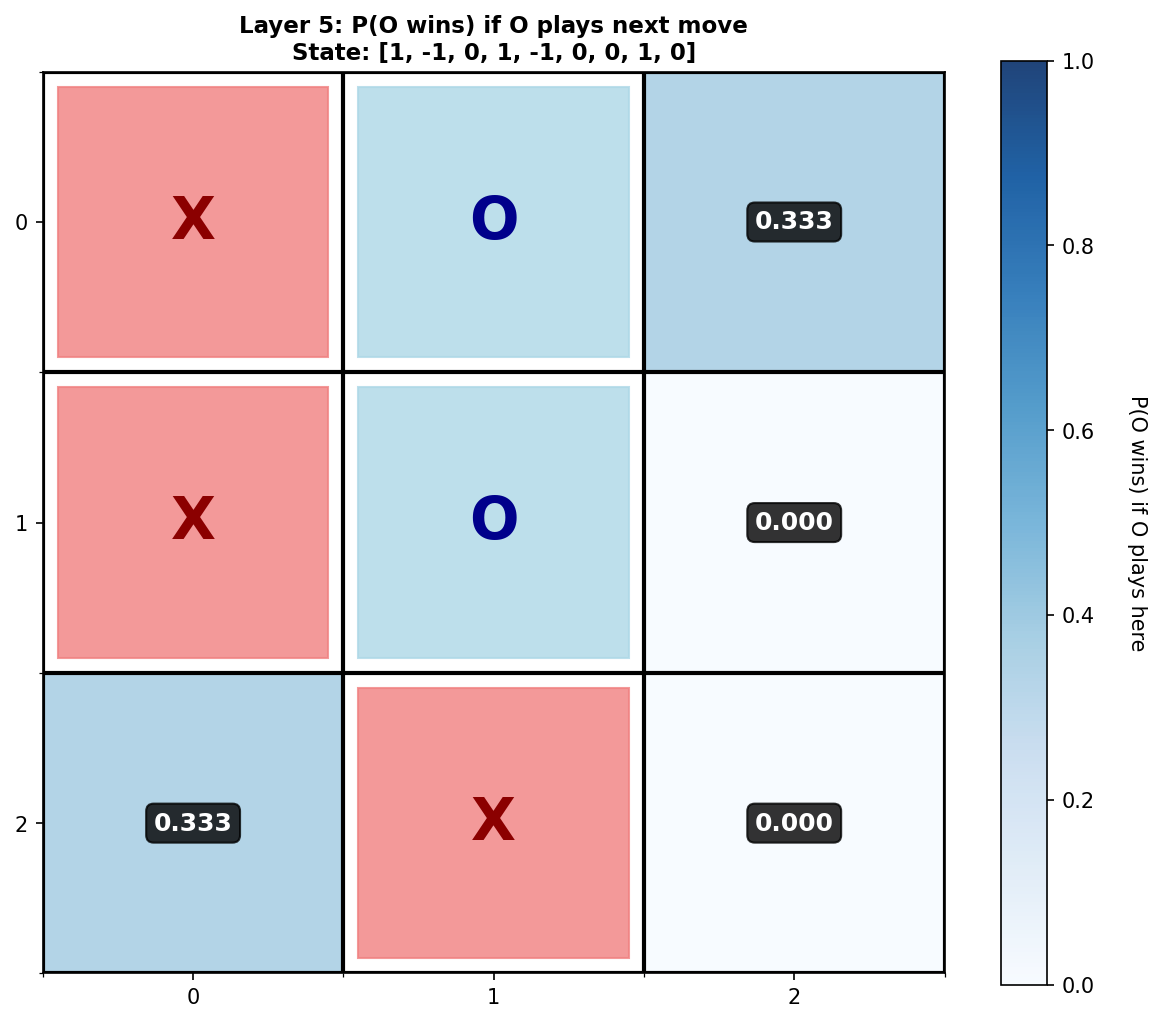 Layer 5: P(O wins) if O plays next move
State: [1, -1, 0, 1, -1, 0, 0, 1, 0]
0
X
O
0.333
1
X
O
0.000
2
0.333
X
0.000
0
1
2
1.0
0.8
0.6
0.4
0.2
0.0
P(O wins) if O plays here